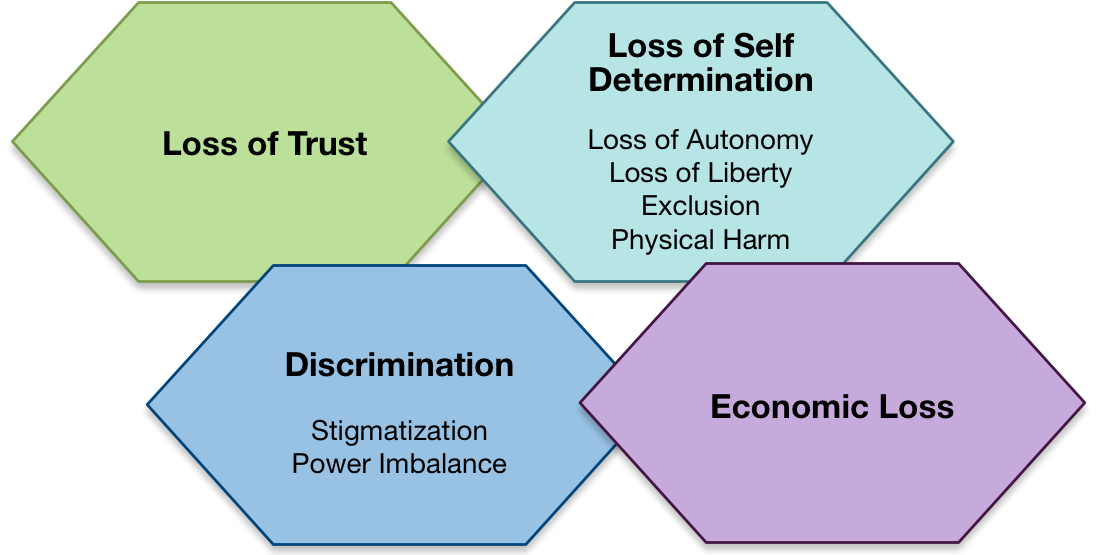 Loss of Trust
Loss of Self
Determination
Loss of Autonomy
Loss of Liberty
Exclusion
Physical Harm
Discrimination
Stigmatization
Power Imbalance
Economic Loss